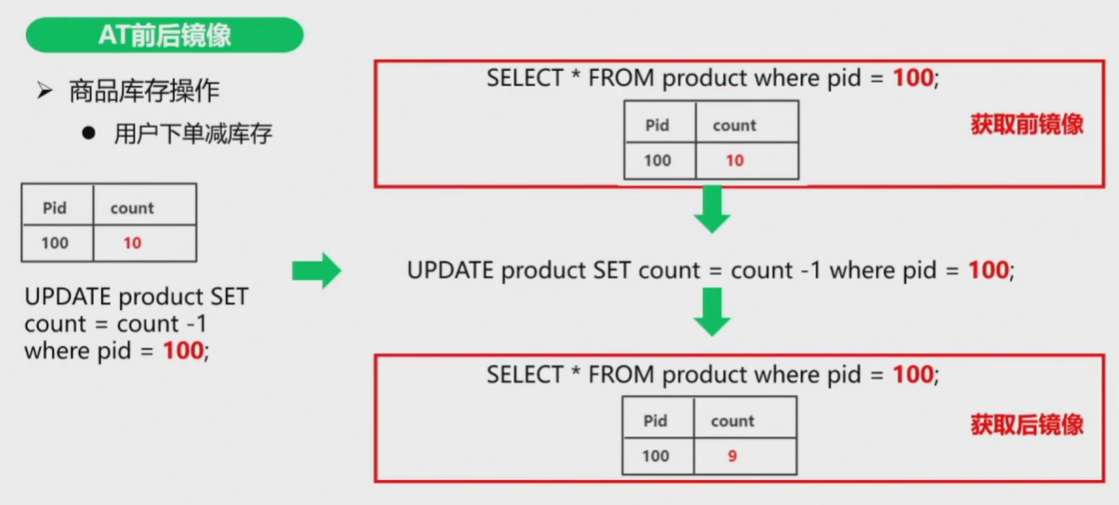 AT前后镜像
商品库存操作
用户下单减库存
Pid count
100 10
UPDATE product SET
count = count -1
where pid = 100;
SELECT * FROM product where pid = 100;
Pid count
100 10
获取前镜像
UPDATE product SET count = count -1 where pid = 100;
SELECT * FROM product where pid = 100;
Pid count
100 9
获取后镜像